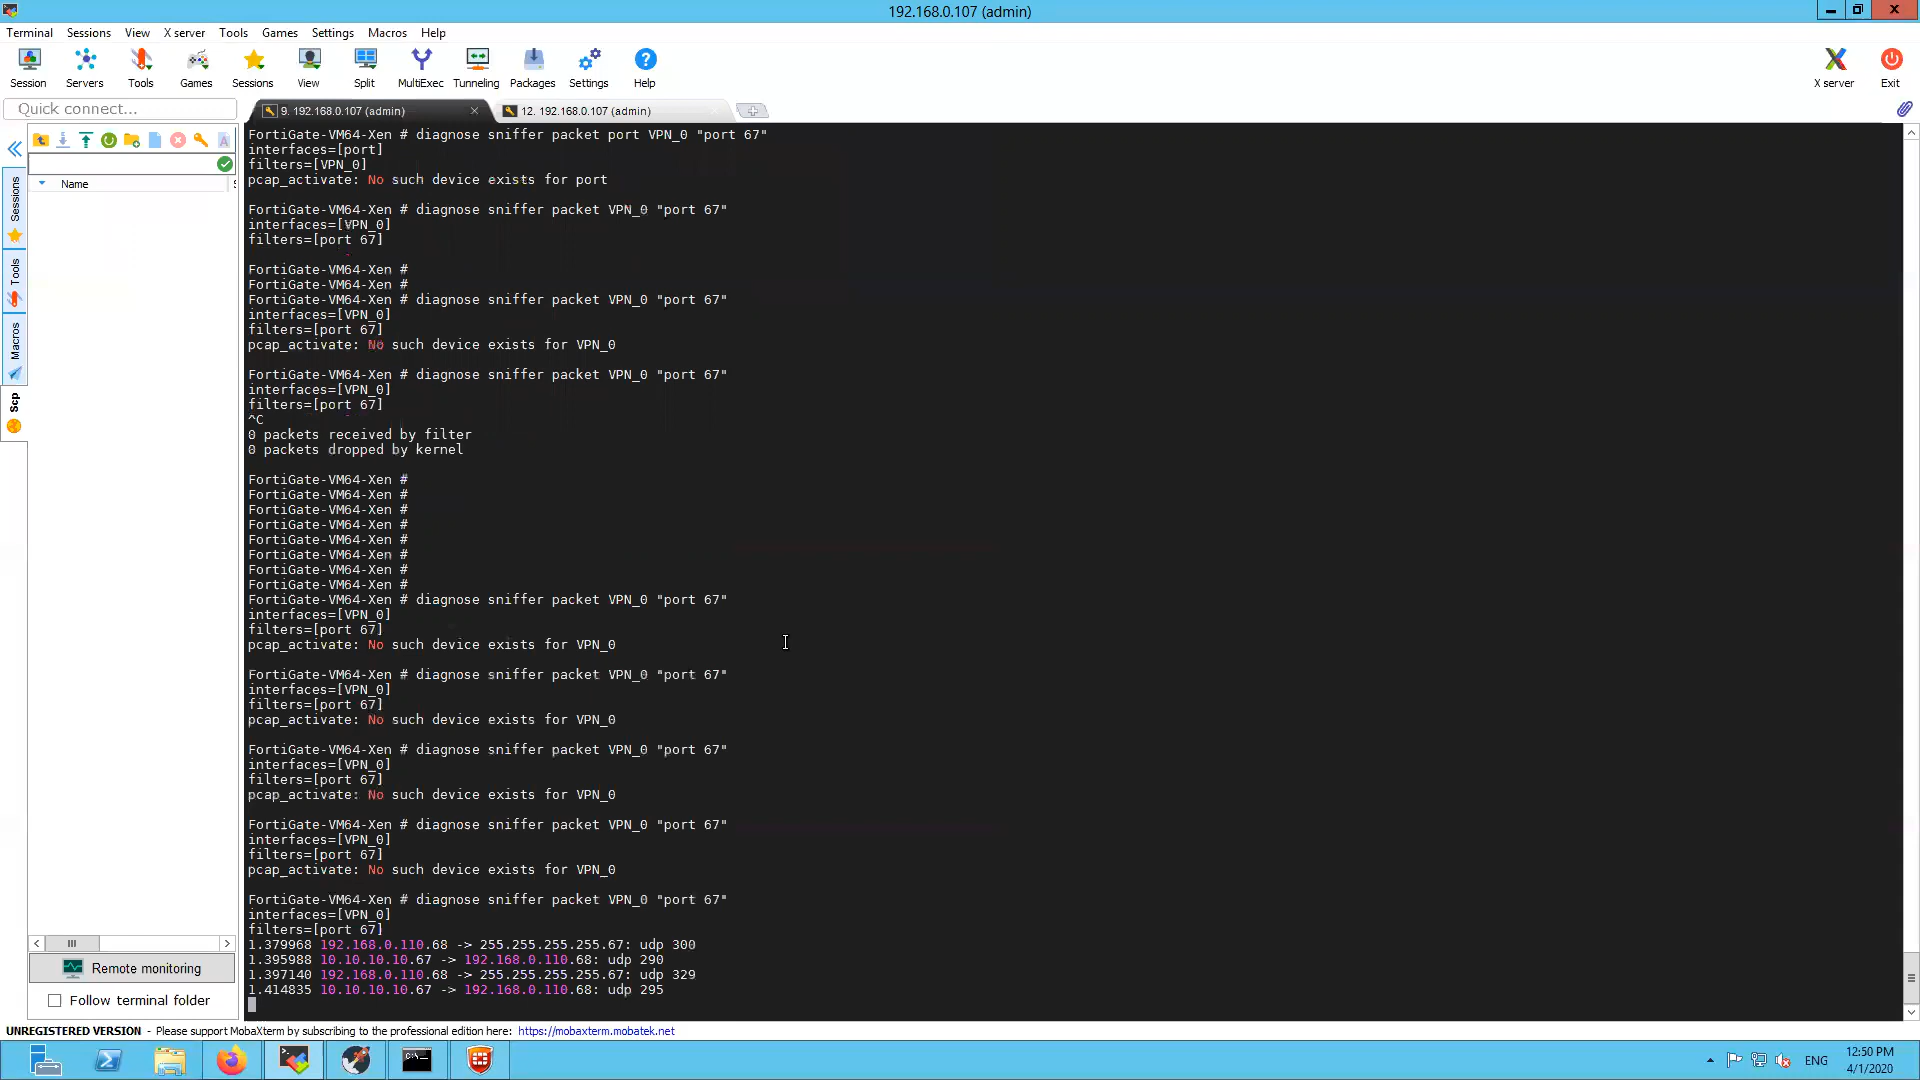 192.168.0.107 (admin)
Terminal Sessions View X server Tools Games Settings Macros Help
Session Servers Tools Games Sessions View Split MultiExec Tunneling Packages Settings Help X server Exit
Quick connect...
9. 192.168.0.107 (admin)
12. 192.168.0.107 (admin)
Name
Sessions
Tools
Macros
Scp
FortiGate-VM64-Xen # diagnose sniffer packet port VPN_0 "port 67"
interfaces=[port]
filters=[VPN_0]
pcap_activate: No such device exists for port
FortiGate-VM64-Xen # diagnose sniffer packet VPN_0 "port 67"
interfaces=[VPN_0]
filters=[port 67]
FortiGate-VM64-Xen #
FortiGate-VM64-Xen #
FortiGate-VM64-Xen # diagnose sniffer packet VPN_0 "port 67"
interfaces=[VPN_0]
filters=[port 67]
pcap_activate: No such device exists for VPN_0
FortiGate-VM64-Xen # diagnose sniffer packet VPN_0 "port 67"
interfaces=[VPN_0]
filters=[port 67]
^C
0 packets received by filter
0 packets dropped by kernel
FortiGate-VM64-Xen #
FortiGate-VM64-Xen #
FortiGate-VM64-Xen #
FortiGate-VM64-Xen #
FortiGate-VM64-Xen #
FortiGate-VM64-Xen #
FortiGate-VM64-Xen #
FortiGate-VM64-Xen #
FortiGate-VM64-Xen # diagnose sniffer packet VPN_0 "port 67"
interfaces=[VPN_0]
filters=[port 67]
pcap_activate: No such device exists for VPN_0
FortiGate-VM64-Xen # diagnose sniffer packet VPN_0 "port 67"
interfaces=[VPN_0]
filters=[port 67]
pcap_activate: No such device exists for VPN_0
FortiGate-VM64-Xen # diagnose sniffer packet VPN_0 "port 67"
interfaces=[VPN_0]
filters=[port 67]
pcap_activate: No such device exists for VPN_0
FortiGate-VM64-Xen # diagnose sniffer packet VPN_0 "port 67"
interfaces=[VPN_0]
filters=[port 67]
pcap_activate: No such device exists for VPN_0
FortiGate-VM64-Xen # diagnose sniffer packet VPN_0 "port 67"
interfaces=[VPN_0]
filters=[port 67]
1.379968 192.168.0.110.68 -> 255.255.255.255.67: udp 300
1.395988 10.10.10.10.67 -> 192.168.0.110.68: udp 290
1.397140 192.168.0.110.68 -> 255.255.255.255.67: udp 329
1.414835 10.10.10.10.67 -> 192.168.0.110.68: udp 295
Remote monitoring
Follow terminal folder
UNREGISTERED VERSION - Please support MobaXterm by subscribing to the professional edition here: https://mobaxterm.mobatek.net
ENG
12:50 PM
4/1/2020